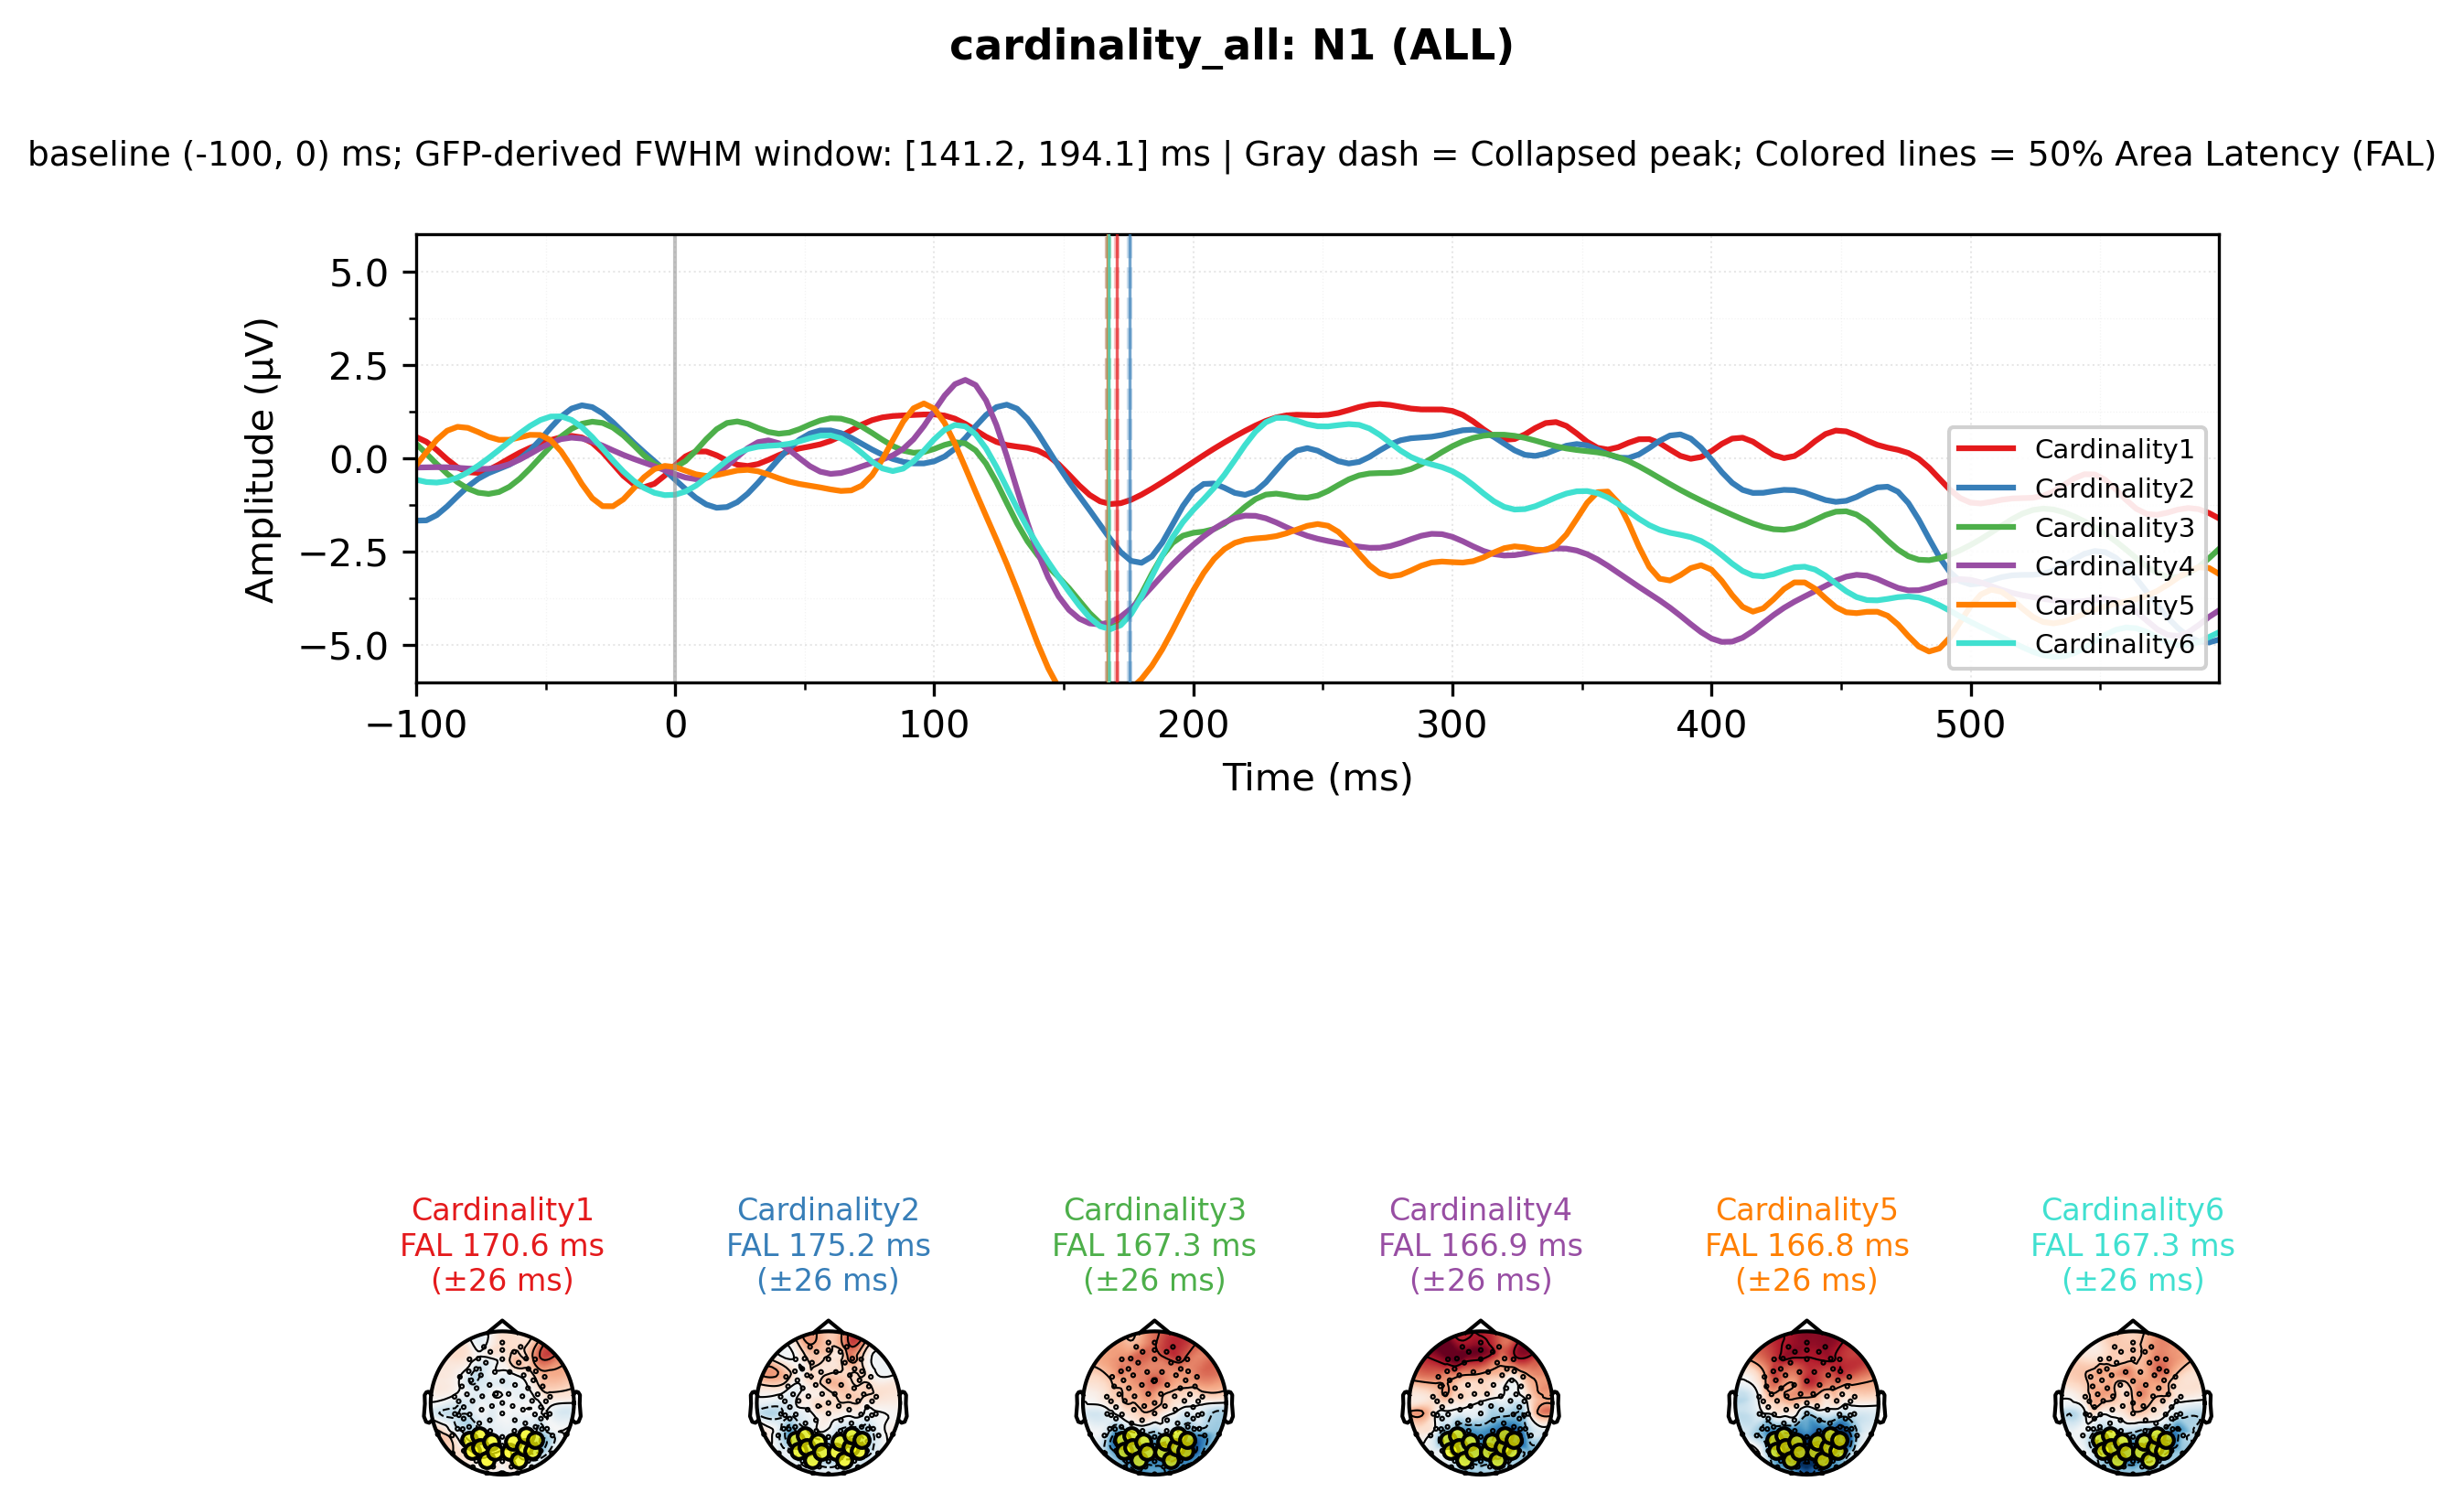 cardinality_all: N1 (ALL)
baseline (-100, 0) ms; GFP-derived FWHM window: [141.2, 194.1] ms | Gray dash = Collapsed peak; Colored lines = 50% Area Latency (FAL)
Amplitude (µV)
5.0
2.5
0.0
−2.5
−5.0
Cardinality1
Cardinality2
Cardinality3
Cardinality4
Cardinality5
Cardinality6
−100 0 100 200 300 400 500
Time (ms)
Cardinality1 Cardinality2 Cardinality3 Cardinality4 Cardinality5 Cardinality6
FAL 170.6 ms FAL 175.2 ms FAL 167.3 ms FAL 166.9 ms FAL 166.8 ms FAL 167.3 ms
(±26 ms) (±26 ms) (±26 ms) (±26 ms) (±26 ms) (±26 ms)